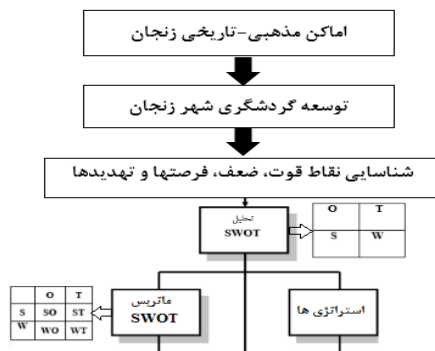 اماکن مذهبی-تاریخی زنجان
توسعه گردشگری شهر زنجان
شناسایی نقاط قوت، ضعف، فرصتها و تهدیدها
تحلیل
SWOT
O T
S W
ماتریس
SWOT
استراتژی ها
O T
S SO ST
W WO WT